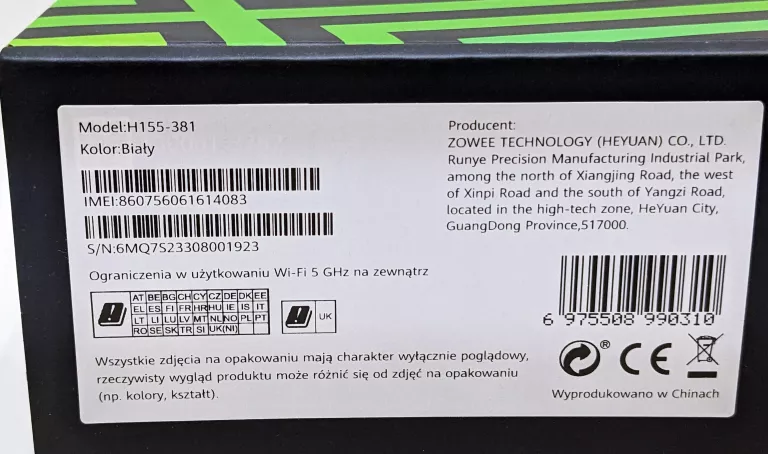 Model:H155-381
Kolor:Biały
IMEI:860756061614083
S/N:6MQ7S23308001923
Ograniczenia w użytkowaniu Wi-Fi 5 GHz na zewnątrz
AT BE BG CH CY CZ DE DK EE
EL ES FI FR HR HU IE IS IT
LT LI LU LV MT NL NO PL PT
RO SE SK TR SI UK(NI)
UK
Wszystkie zdjęcia na opakowaniu mają charakter wyłącznie poglądowy,
rzeczywisty wygląd produktu może różnić się od zdjęć na opakowaniu
(np. kolory, kształt).
Producent:
ZOWEE TECHNOLOGY (HEYUAN) CO., LTD.
Runye Precision Manufacturing Industrial Park,
among the north of Xiangjing Road, the west
of Xinpi Road and the south of Yangzi Road,
located in the high-tech zone, HeYuan City,
GuangDong Province,517000.
6 975508 990310
® CE
Wyprodukowano w Chinach